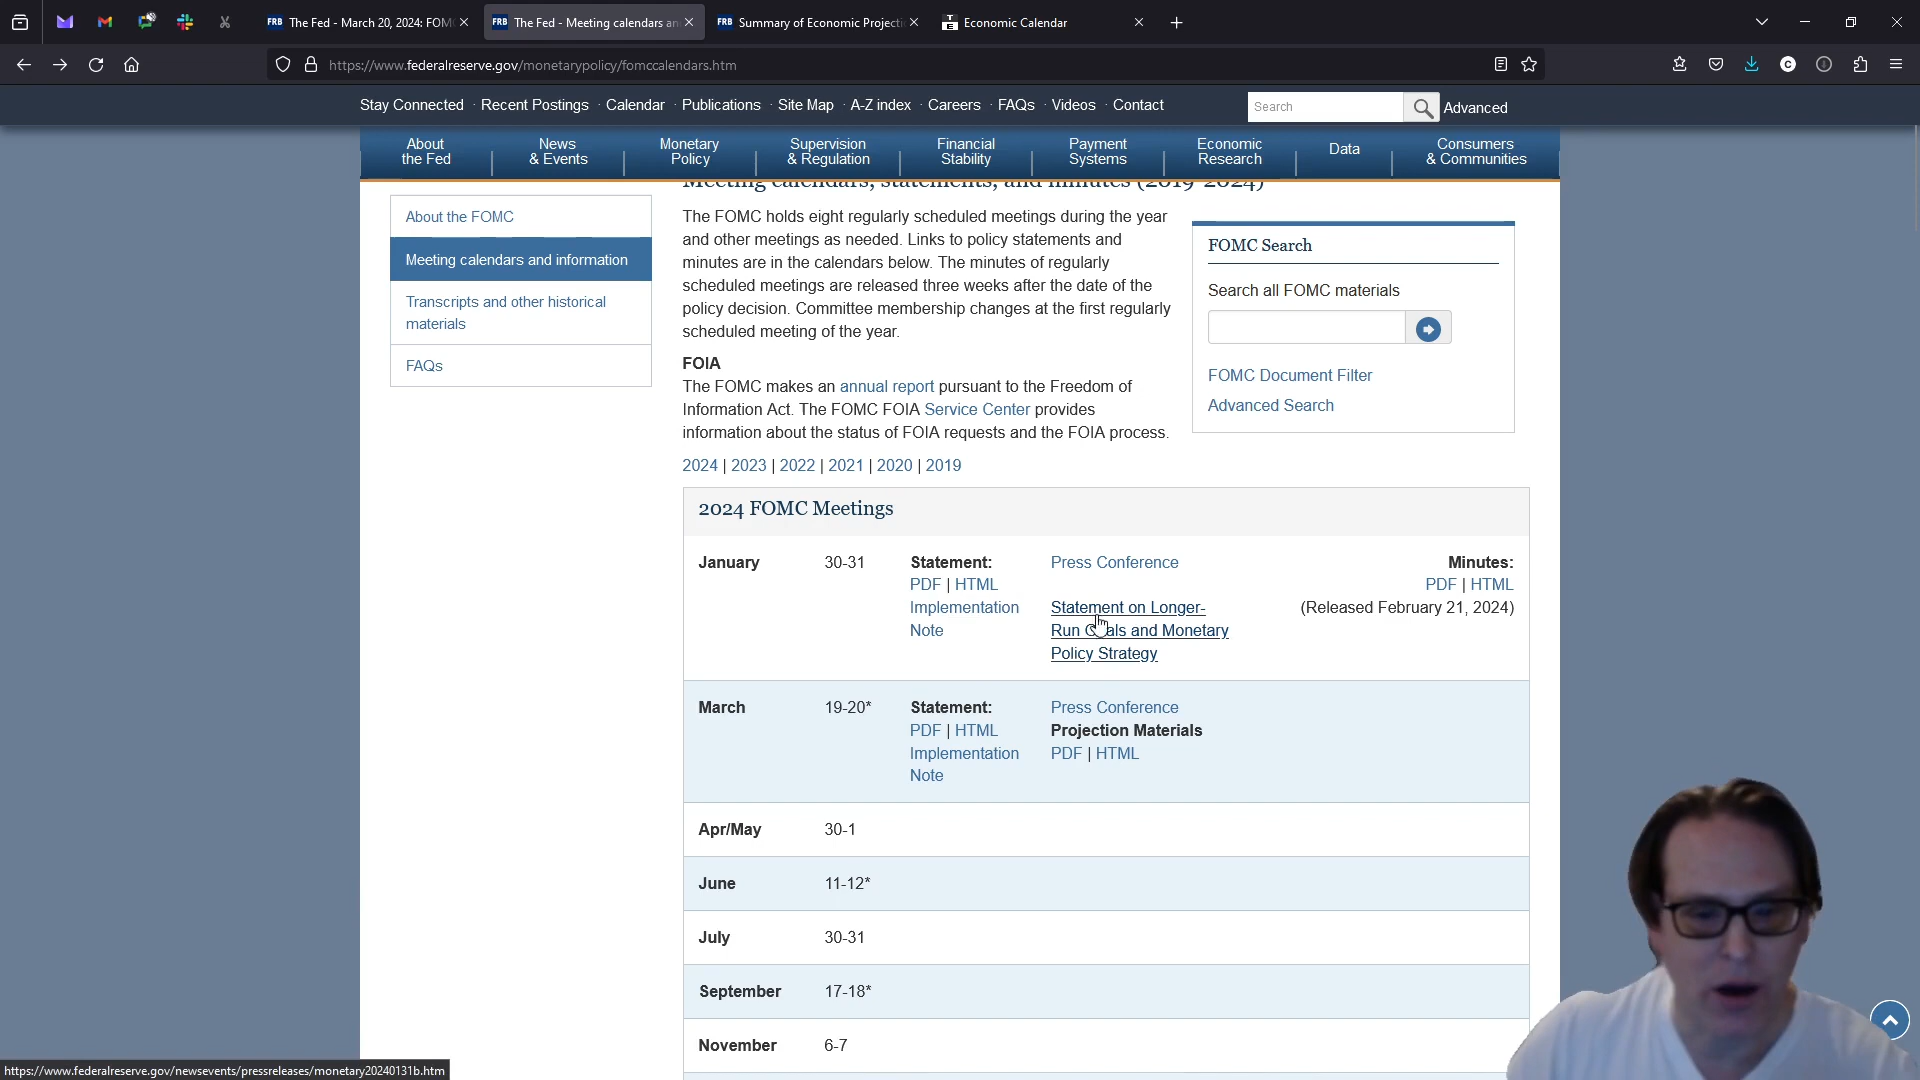 The Fed - March 20, 2024: FOMC
The Fed - Meeting calendars an
Summary of Economic Projecti
Economic Calendar
https://www.federalreserve.gov/monetarypolicy/fomccalendars.htm
Stay Connected · Recent Postings · Calendar · Publications · Site Map · A-Z index · Careers · FAQs · Videos · Contact
Search
Advanced
About
the Fed
News
& Events
Monetary
Policy
Supervision
& Regulation
Financial
Stability
Payment
Systems
Economic
Research
Data
Consumers
& Communities
Meeting calendars, statements, and minutes (2019-2024)
About the FOMC
Meeting calendars and information
Transcripts and other historical
materials
FAQs
The FOMC holds eight regularly scheduled meetings during the year
and other meetings as needed. Links to policy statements and
minutes are in the calendars below. The minutes of regularly
scheduled meetings are released three weeks after the date of the
policy decision. Committee membership changes at the first regularly
scheduled meeting of the year.
FOIA
The FOMC makes an annual report pursuant to the Freedom of
Information Act. The FOMC FOIA Service Center provides
information about the status of FOIA requests and the FOIA process.
FOMC Search
Search all FOMC materials
FOMC Document Filter
Advanced Search
2024 | 2023 | 2022 | 2021 | 2020 | 2019
2024 FOMC Meetings
January
30-31
Statement:
PDF | HTML
Implementation
Note
Press Conference
Statement on Longer-
Run Goals and Monetary
Policy Strategy
Minutes:
PDF | HTML
(Released February 21, 2024)
March
19-20*
Statement:
PDF | HTML
Implementation
Note
Press Conference
Projection Materials
PDF | HTML
Apr/May
30-1
June
11-12*
July
30-31
September
17-18*
November
6-7
https://www.federalreserve.gov/newsevents/pressreleases/monetary20240131b.htm